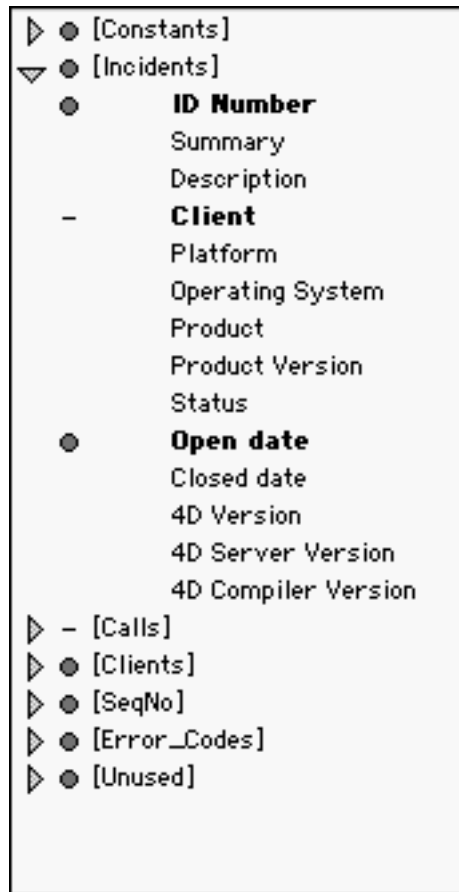 [Constants]
[Incidents]
ID Number
Summary
Description
Client
Platform
Operating System
Product
Product Version
Status
Open date
Closed date
4D Version
4D Server Version
4D Compiler Version
[Calls]
[Clients]
[SeqNo]
[Error_Codes]
[Unused]